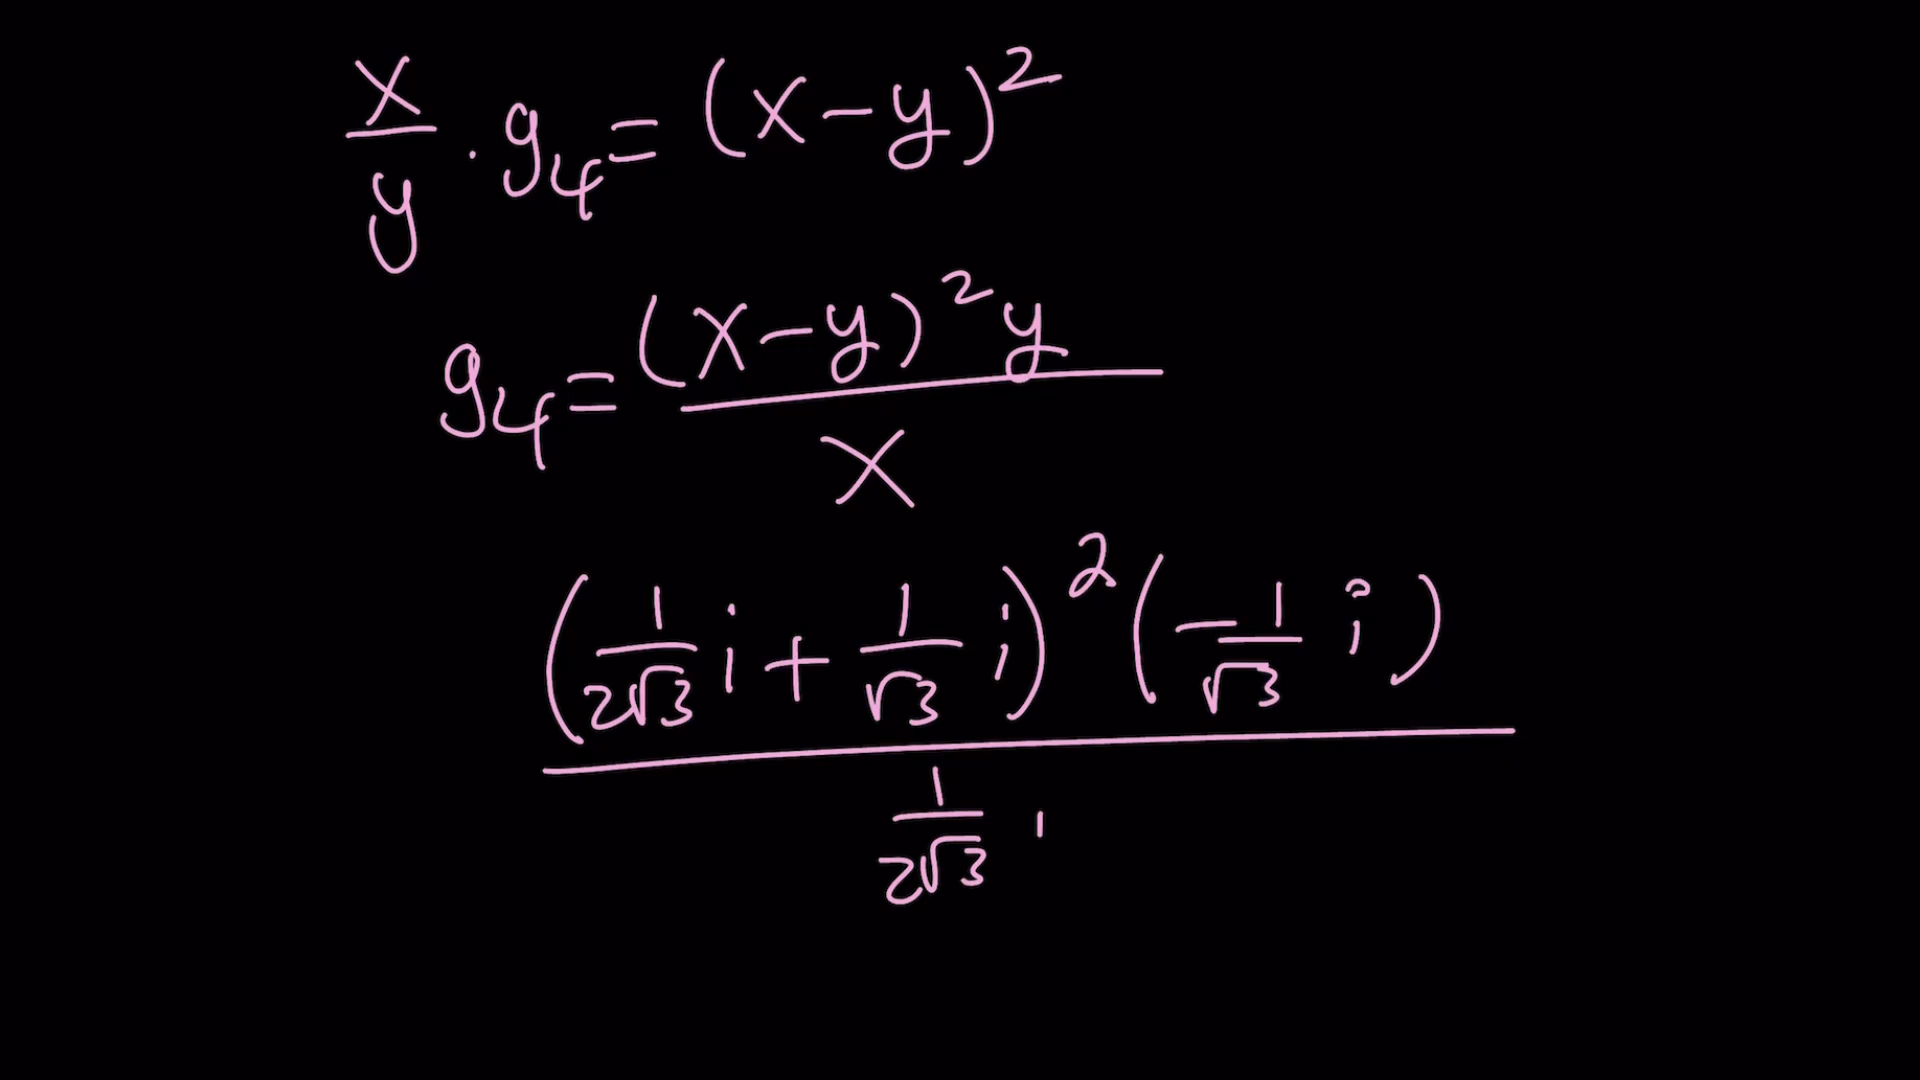 x/y · g₄ = (x−y)²
g₄ = (x−y)²y / x
(1/(2√3) i + 1/√3 i)² (−1/√3 i) / (1/(2√3) i